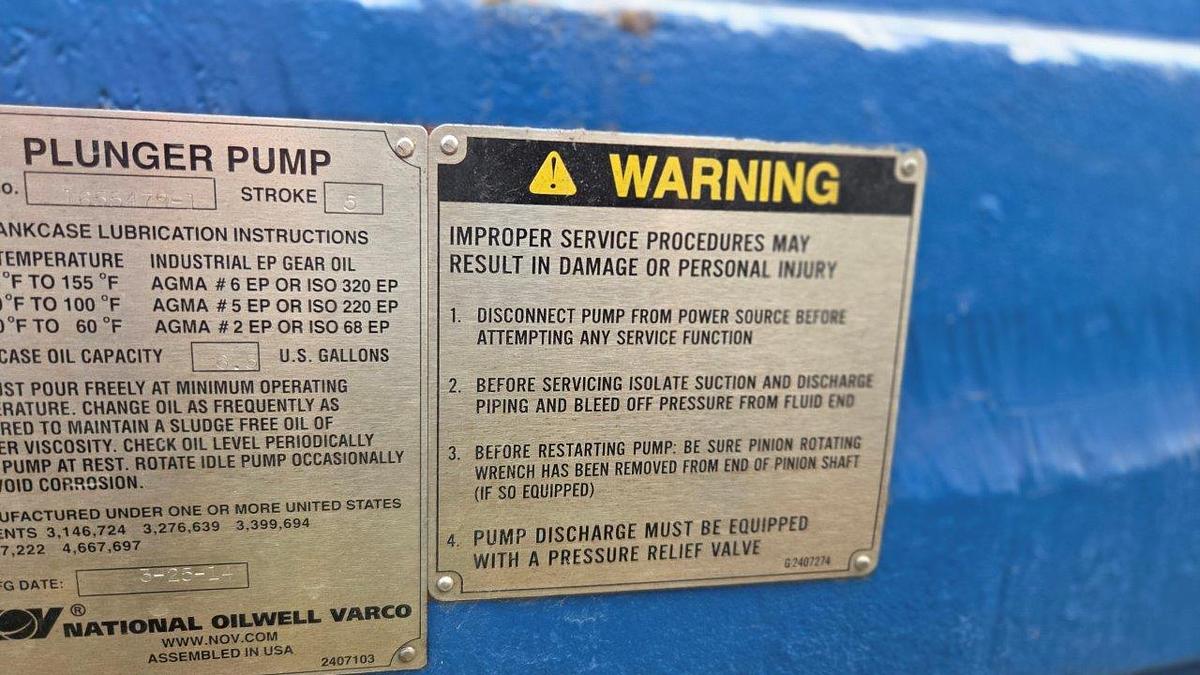 PLUNGER PUMP
O.
STROKE 5
ANKCASE LUBRICATION INSTRUCTIONS
TEMPERATURE INDUSTRIAL EP GEAR OIL
°F TO 155 °F AGMA # 6 EP OR ISO 320 EP
0°F TO 100 °F AGMA # 5 EP OR ISO 220 EP
0°F TO 60 °F AGMA # 2 EP OR ISO 68 EP
CASE OIL CAPACITY U.S. GALLONS
ST POUR FREELY AT MINIMUM OPERATING
ERATURE. CHANGE OIL AS FREQUENTLY AS
RED TO MAINTAIN A SLUDGE FREE OIL OF
ER VISCOSITY. CHECK OIL LEVEL PERIODICALLY
PUMP AT REST. ROTATE IDLE PUMP OCCASIONALLY
VOID CORROSION.
UFACTURED UNDER ONE OR MORE UNITED STATES
ENTS 3,146,724 3,276,639 3,399,694
7,222 4,667,697
FG DATE: 3-25-14
NOV ® NATIONAL OILWELL VARCO
WWW.NOV.COM
ASSEMBLED IN USA
2407103
WARNING
IMPROPER SERVICE PROCEDURES MAY
RESULT IN DAMAGE OR PERSONAL INJURY
1. DISCONNECT PUMP FROM POWER SOURCE BEFORE
ATTEMPTING ANY SERVICE FUNCTION
2. BEFORE SERVICING ISOLATE SUCTION AND DISCHARGE
PIPING AND BLEED OFF PRESSURE FROM FLUID END
3. BEFORE RESTARTING PUMP: BE SURE PINION ROTATING
WRENCH HAS BEEN REMOVED FROM END OF PINION SHAFT
(IF SO EQUIPPED)
4. PUMP DISCHARGE MUST BE EQUIPPED
WITH A PRESSURE RELIEF VALVE
G2407274